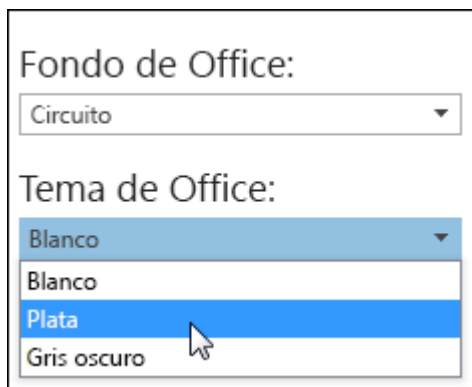 Fondo de Office:
Circuito
Tema de Office:
Blanco
Blanco
Plata
Gris oscuro